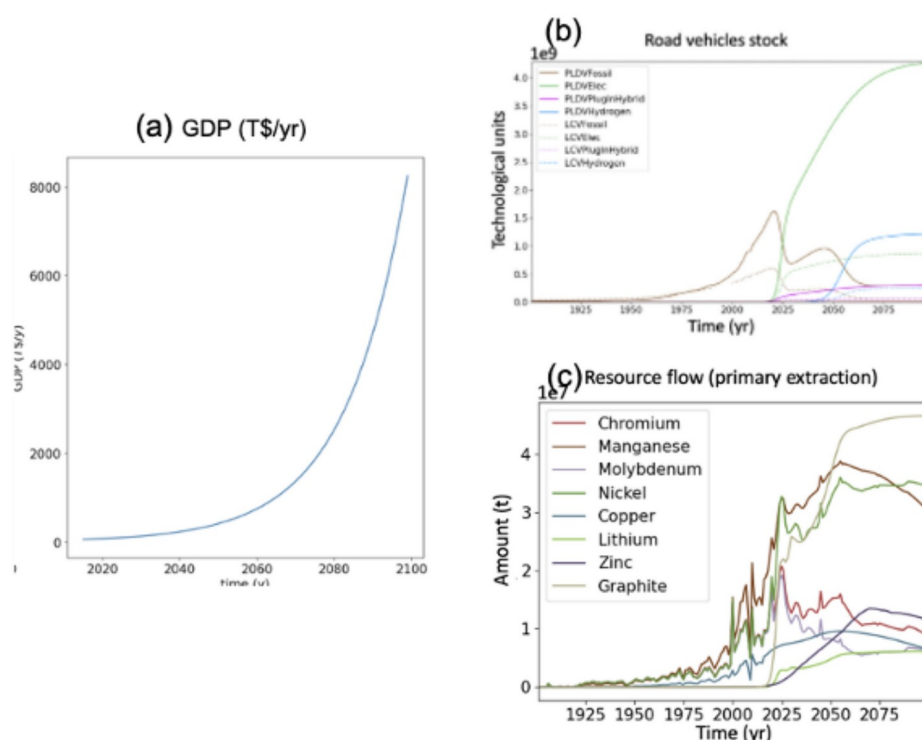 (a) GDP (T$/yr)
8000
6000
4000
2000
0
GDP (T$/y)
2020
2040
2060
2080
2100
time (y)
(b)
Road vehicles stock
1e9
PLDVFossil
PLDVElec
PLDVPlugInHybrid
PLDVHydrogen
LCVFossil
LCVElec
LCVPlugInHybrid
LCVHydrogen
4.0
3.5
3.0
2.5
2.0
1.5
1.0
0.5
0.0
Technological units
1925
1950
1975
2000
2025
2050
2075
Time (yr)
(c) Resource flow (primary extraction)
1e7
Chromium
Manganese
Molybdenum
Nickel
Copper
Lithium
Zinc
Graphite
4
3
2
1
0
Amount (t)
1925
1950
1975
2000
2025
2050
2075
Time (yr)